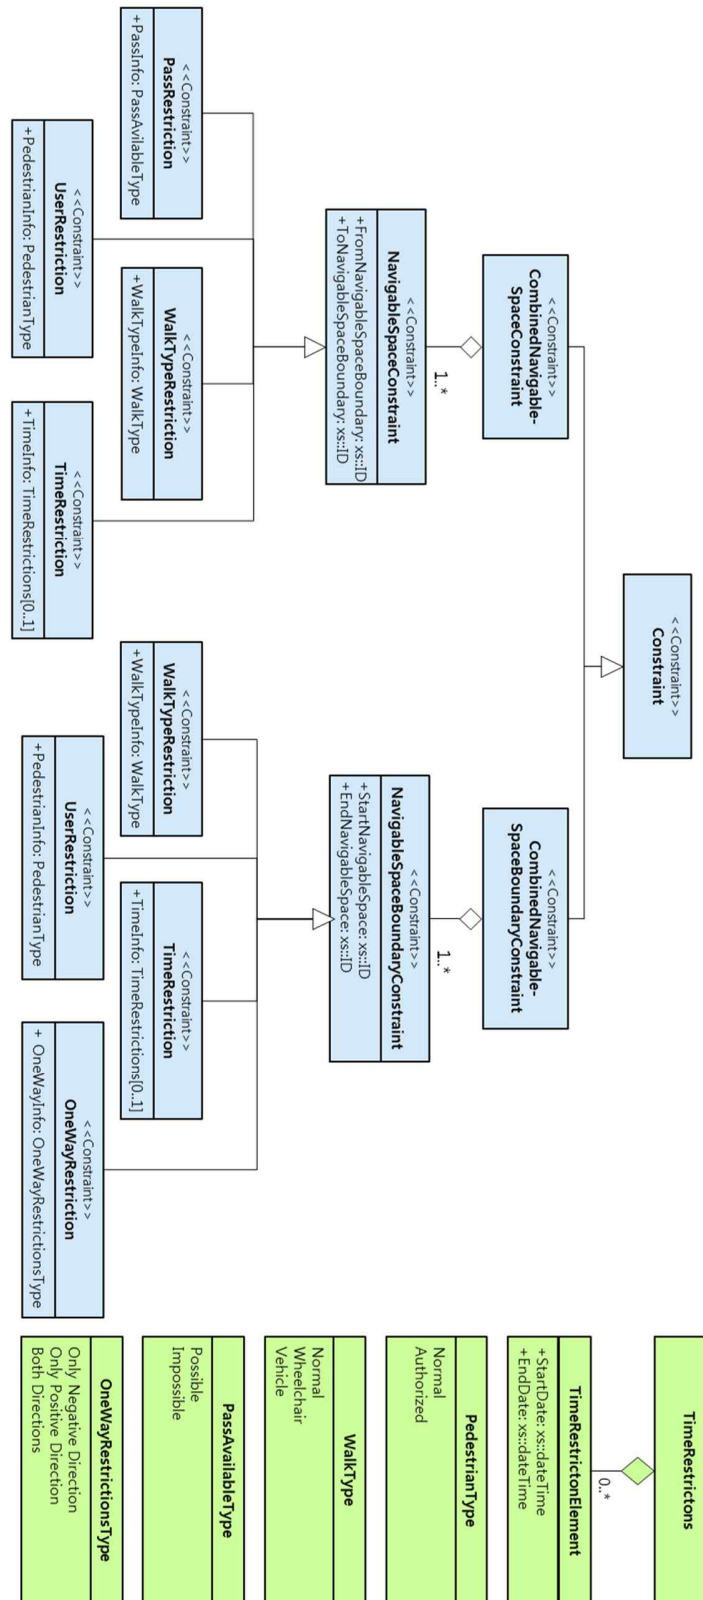 <<Constraint>>
Constraint
<<Constraint>>
CombinedNavigable-
SpaceConstraint
<<Constraint>>
CombinedNavigable-
SpaceBoundaryConstraint
1..*
1..*
<<Constraint>>
NavigableSpaceConstraint
+FromNavigableSpaceBoundary: xs::ID
+ToNavigableSpaceBoundary: xs::ID
<<Constraint>>
NavigableSpaceBoundaryConstraint
+StartNavigableSpace: xs::ID
+EndNavigableSpace: xs::ID
<<Constraint>>
PassRestriction
+PassInfo: PassAvilableType
<<Constraint>>
WalkTypeRestriction
+WalkTypeInfo: WalkType
<<Constraint>>
WalkTypeRestriction
+WalkTypeInfo: WalkType
<<Constraint>>
TimeRestriction
+TimeInfo: TimeRestrictions[0..1]
<<Constraint>>
UserRestriction
+PedestrianInfo: PedestrianType
<<Constraint>>
TimeRestriction
+TimeInfo: TimeRestrictions[0..1]
<<Constraint>>
UserRestriction
+PedestrianInfo: PedestrianType
<<Constraint>>
OneWayRestriction
+ OneWayInfo: OneWayRestrictionsType
TimeRestrictons
0..*
TimeRestrictonElement
+StartDate: xs::dateTime
+EndDate: xs::dateTime
PedestrianType
Normal
Authorized
WalkType
Normal
Wheelchair
Vehicle
PassAvailableType
Possible
Impossible
OneWayRestrictionsType
Only Negative Direction
Only Positive Direction
Both Directions